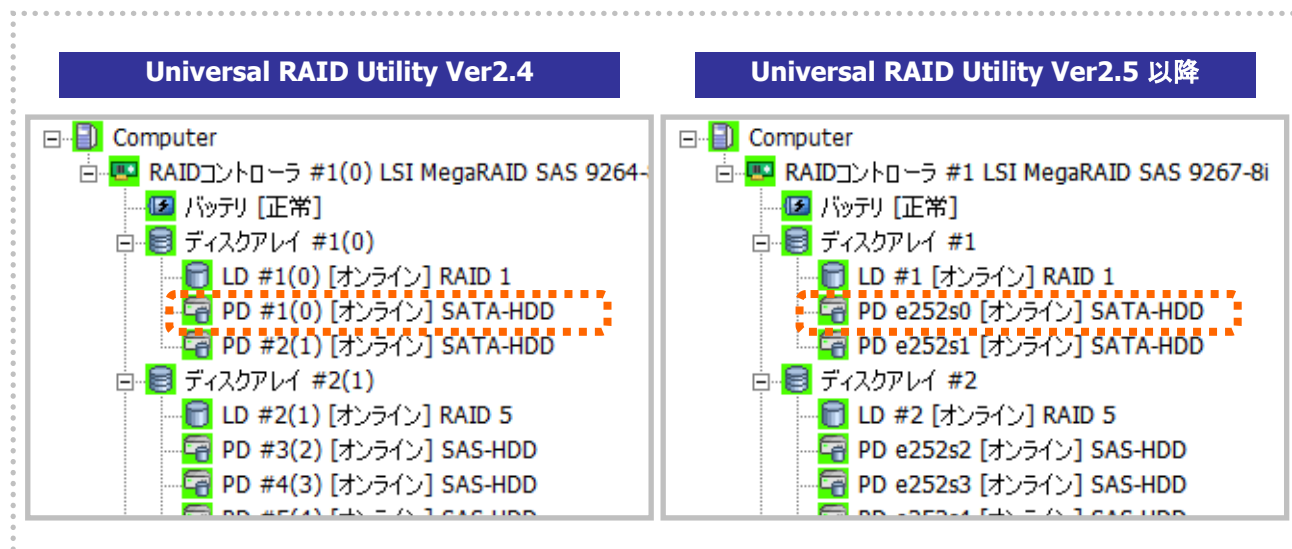 Universal RAID Utility Ver2.4
Computer
RAIDコントローラ #1(0) LSI MegaRAID SAS 9264-
バッテリ [正常]
ディスクアレイ #1(0)
LD #1(0) [オンライン] RAID 1
PD #1(0) [オンライン] SATA-HDD
PD #2(1) [オンライン] SATA-HDD
ディスクアレイ #2(1)
LD #2(1) [オンライン] RAID 5
PD #3(2) [オンライン] SAS-HDD
PD #4(3) [オンライン] SAS-HDD
Universal RAID Utility Ver2.5 以降
Computer
RAIDコントローラ #1 LSI MegaRAID SAS 9267-8i
バッテリ [正常]
ディスクアレイ #1
LD #1 [オンライン] RAID 1
PD e252s0 [オンライン] SATA-HDD
PD e252s1 [オンライン] SATA-HDD
ディスクアレイ #2
LD #2 [オンライン] RAID 5
PD e252s2 [オンライン] SAS-HDD
PD e252s3 [オンライン] SAS-HDD